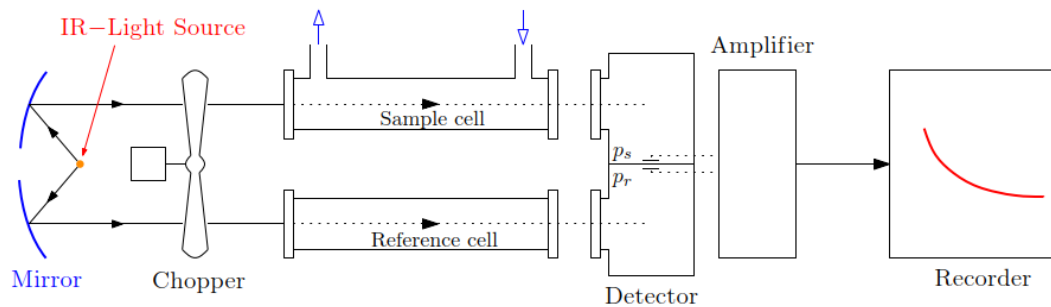 IR−Light Source
Amplifier
Sample cell
p_s
p_r
Reference cell
Mirror
Chopper
Detector
Recorder